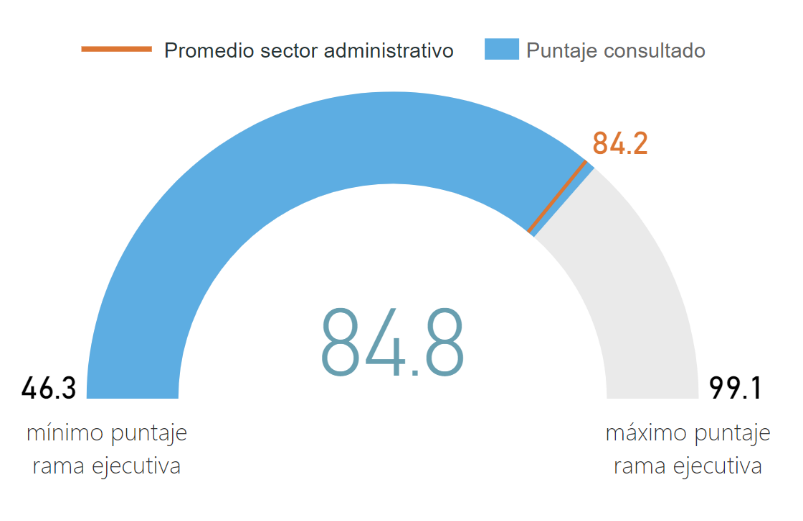 Promedio sector administrativo
Puntaje consultado
84.2
84.8
46.3
99.1
mínimo puntaje
rama ejecutiva
máximo puntaje
rama ejecutiva